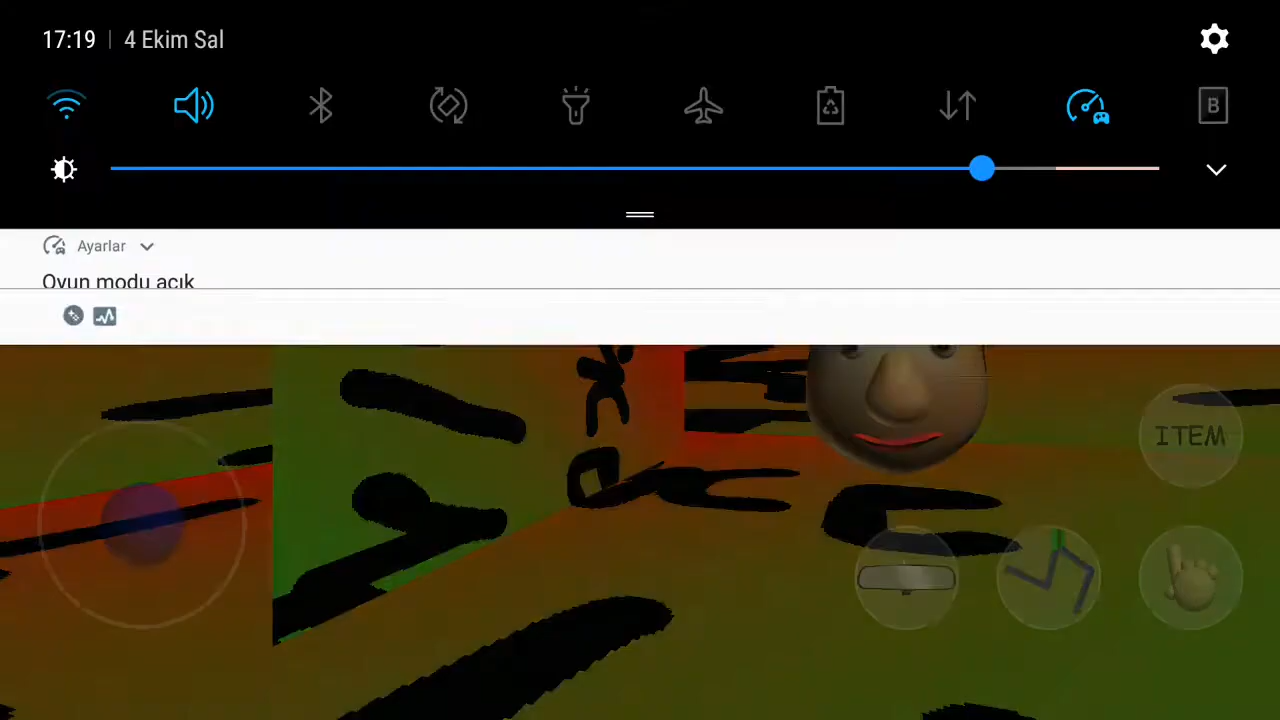 17:19 | 4 Ekim Sal
B
Ayarlar
Oyun modu açık
ITEM